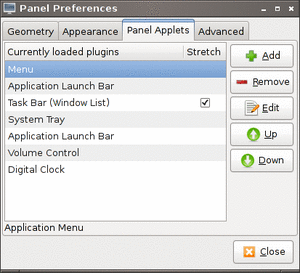 Panel Preferences
Geometry Appearance Panel Applets Advanced
Currently loaded plugins Stretch
Menu
Application Launch Bar
Task Bar (Window List)
System Tray
Application Launch Bar
Volume Control
Digital Clock
Add
Remove
Edit
Up
Down
Application Menu
Close